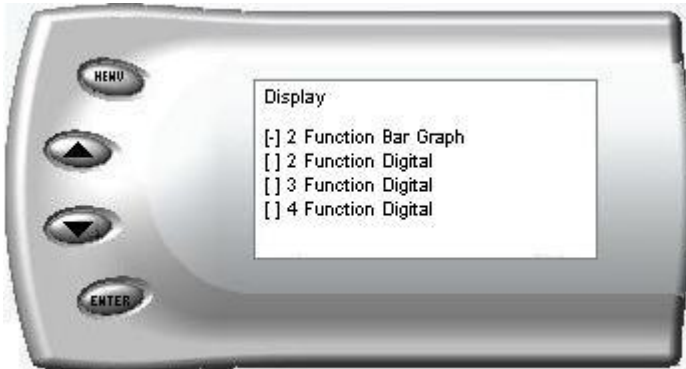 MENU
Display
[-] 2 Function Bar Graph
[ ] 2 Function Digital
[ ] 3 Function Digital
[ ] 4 Function Digital
ENTER